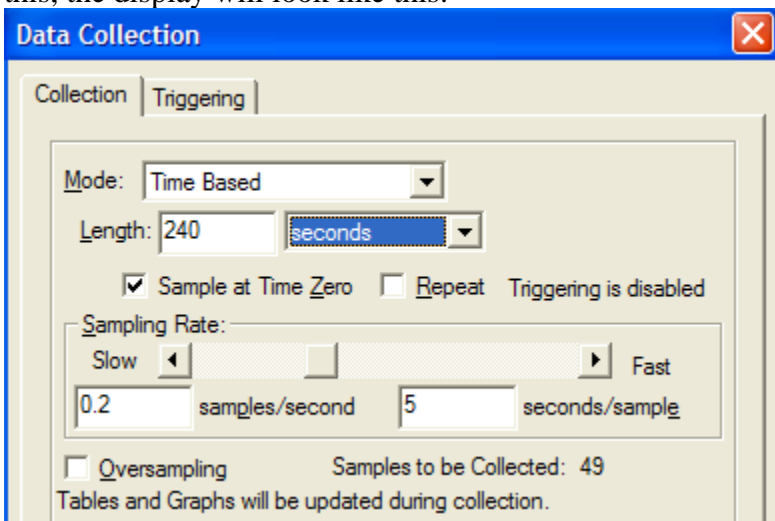 this, the display will look like this:
Data Collection
Collection Triggering
Mode: Time Based
Length: 240 seconds
Sample at Time Zero Repeat Triggering is disabled
Sampling Rate:
Slow Fast
0.2 samples/second 5 seconds/sample
Oversampling Samples to be Collected: 49
Tables and Graphs will be updated during collection.